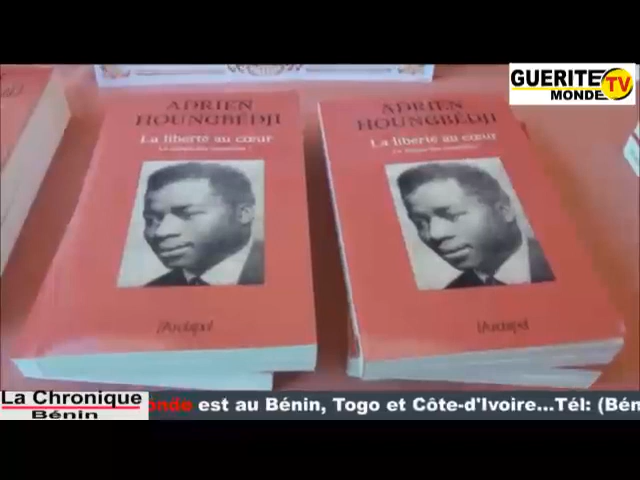 GUERITE TV
MONDE
ADRIEN
HOUNGBÉDJI
La liberté au cœur
l'Archipel
ADRIEN
HOUNGBÉDJI
La liberté au cœur
l'Archipel
La Chronique
Bénin
onde est au Bénin, Togo et Côte-d'Ivoire...Tél: (Bén